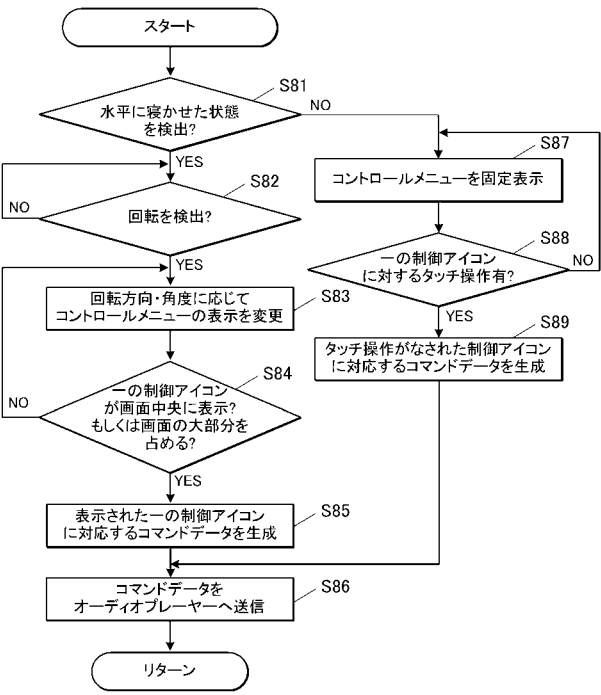 スタート
S81
水平に寝かせた状態
を検出?
NO
YES
S82
回転を検出?
NO
YES
S83
回転方向・角度に応じて
コントロールメニューの表示を変更
S84
一の制御アイコン
が画面中央に表示?
もしくは画面の大部分を
占める?
NO
YES
S85
表示された一の制御アイコン
に対応するコマンドデータを生成
S87
コントロールメニューを固定表示
S88
一の制御アイコン
に対するタッチ操作有?
NO
YES
S89
タッチ操作がなされた制御アイコン
に対応するコマンドデータを生成
S86
コマンドデータを
オーディオプレーヤーへ送信
リターン